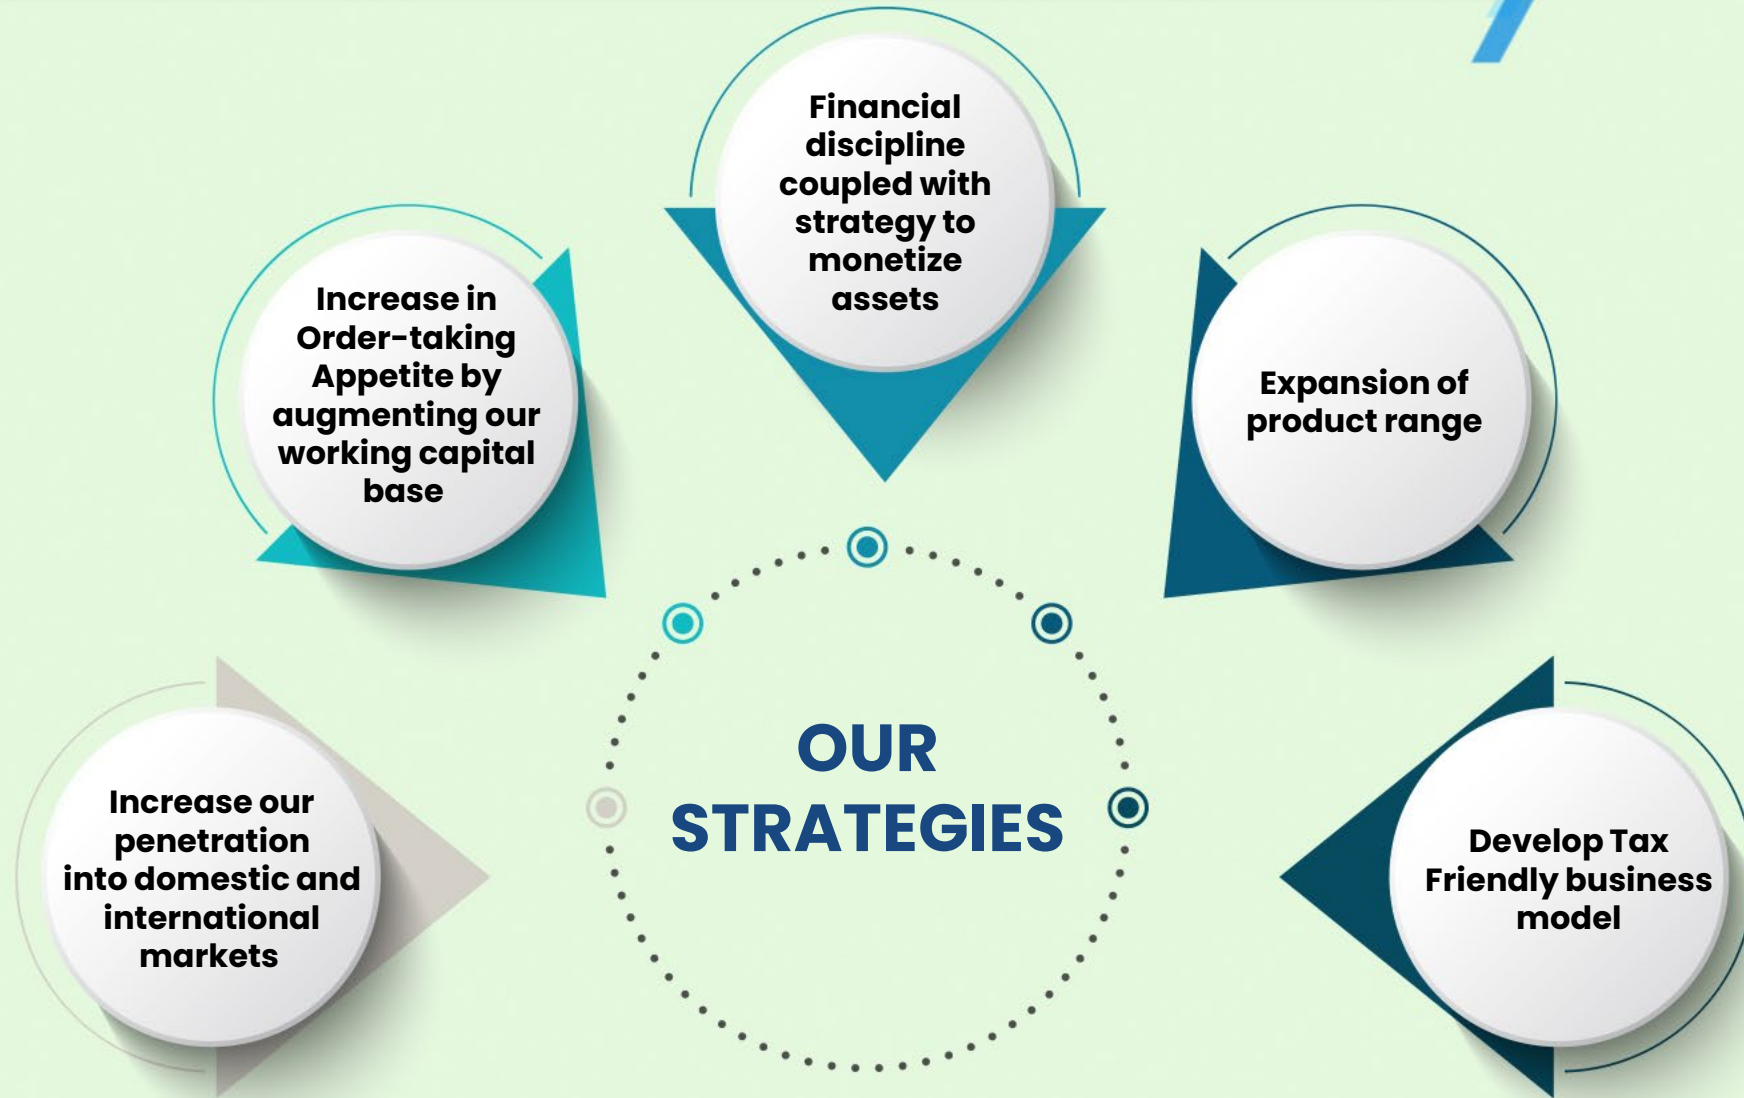 Financial
discipline
coupled with
strategy to
monetize
assets
Increase in
Order-taking
Appetite by
augmenting our
working capital
base
Expansion of
product range
OUR
STRATEGIES
Increase our
penetration
into domestic and
international
markets
Develop Tax
Friendly business
model